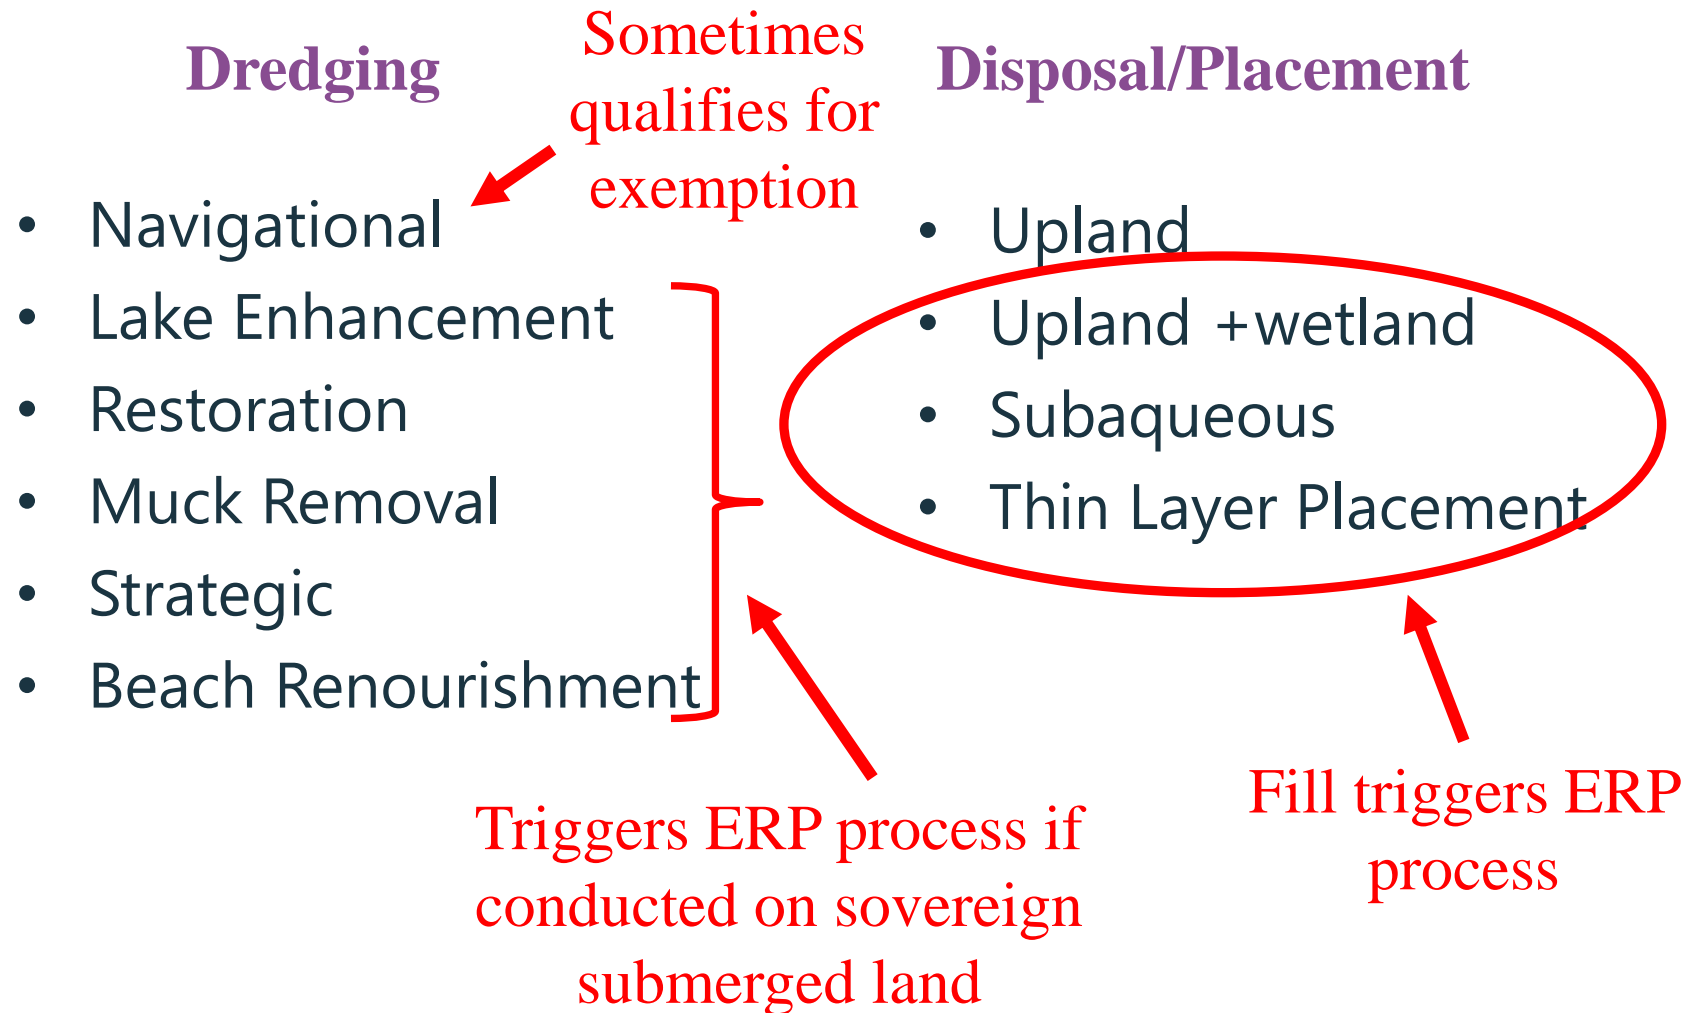 Dredging
Sometimes
qualifies for
exemption
• Navigational
• Lake Enhancement
• Restoration
• Muck Removal
• Strategic
• Beach Renourishment
Triggers ERP process if
conducted on sovereign
submerged land
Disposal/Placement
• Upland
• Upland +wetland
• Subaqueous
• Thin Layer Placement
Fill triggers ERP
process